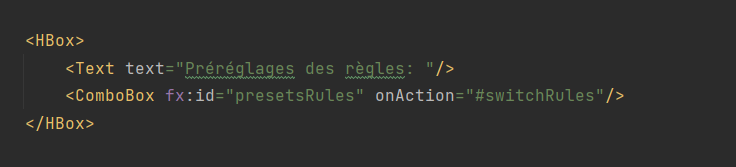 <HBox>
<Text text="Préréglages des règles: "/>
<ComboBox fx:id="presetsRules" onAction="#switchRules"/>
</HBox>